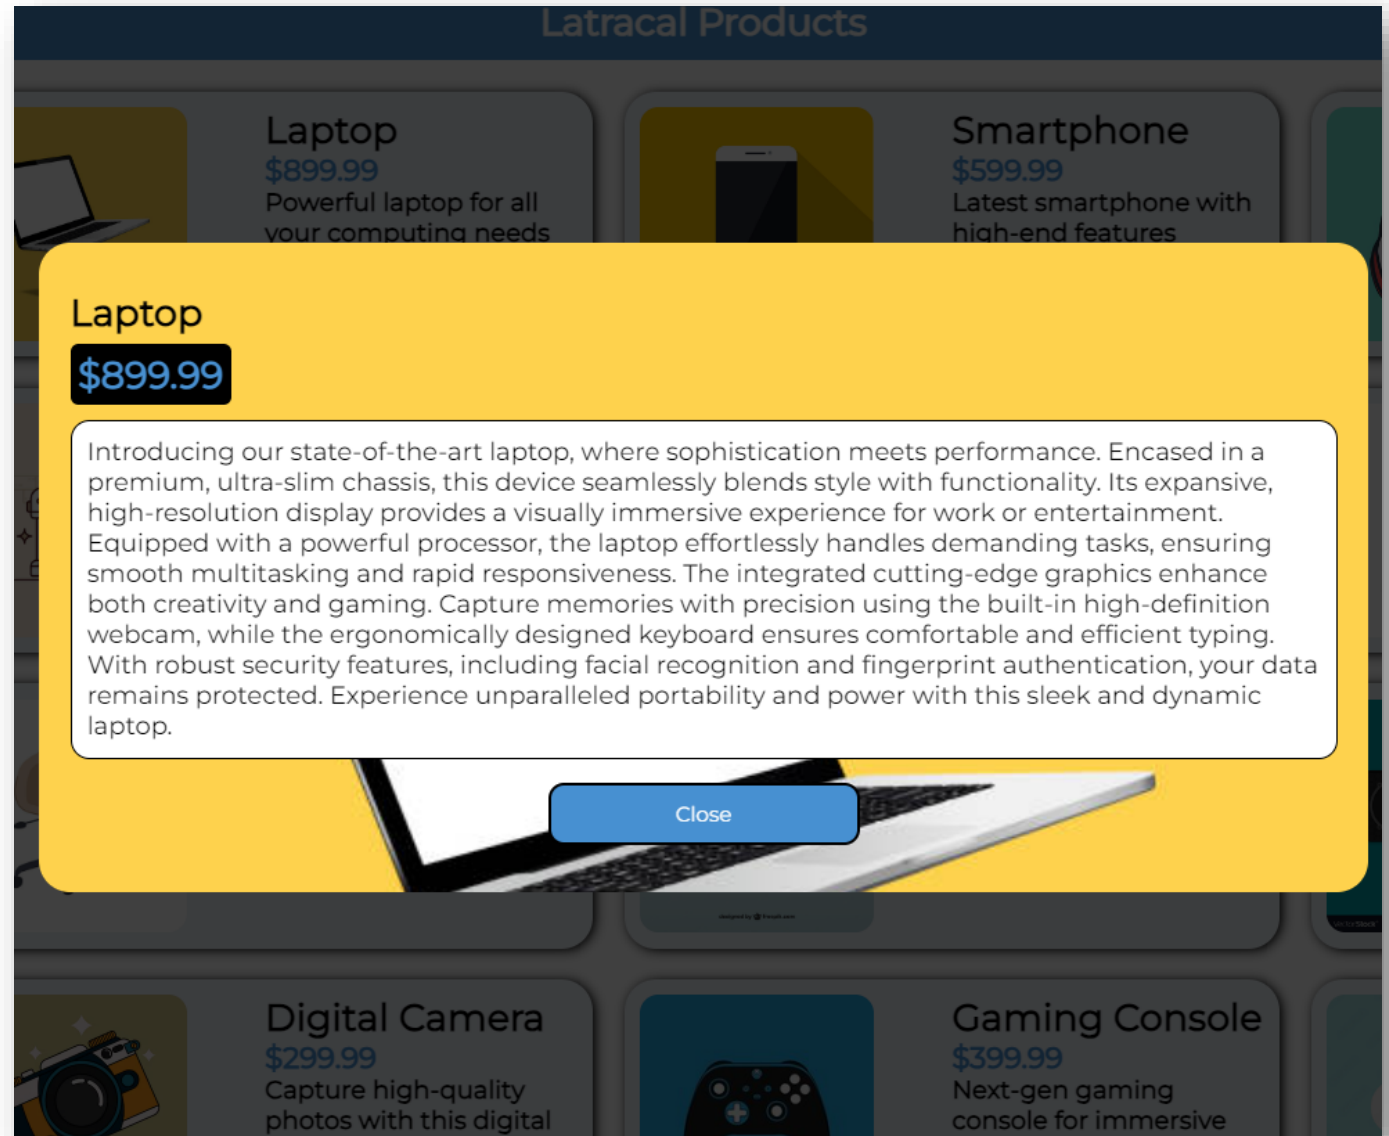 Latracal Products
Laptop
$899.99
Powerful laptop for all
your computing needs
Smartphone
$599.99
Latest smartphone with
high-end features
Laptop
$899.99
Introducing our state-of-the-art laptop, where sophistication meets performance. Encased in a
premium, ultra-slim chassis, this device seamlessly blends style with functionality. Its expansive,
high-resolution display provides a visually immersive experience for work or entertainment.
Equipped with a powerful processor, the laptop effortlessly handles demanding tasks, ensuring
smooth multitasking and rapid responsiveness. The integrated cutting-edge graphics enhance
both creativity and gaming. Capture memories with precision using the built-in high-definition
webcam, while the ergonomically designed keyboard ensures comfortable and efficient typing.
With robust security features, including facial recognition and fingerprint authentication, your data
remains protected. Experience unparalleled portability and power with this sleek and dynamic
laptop.
Close
designed by freepik.com
VectorStock
Digital Camera
$299.99
Capture high-quality
photos with this digital
Gaming Console
$399.99
Next-gen gaming
console for immersive